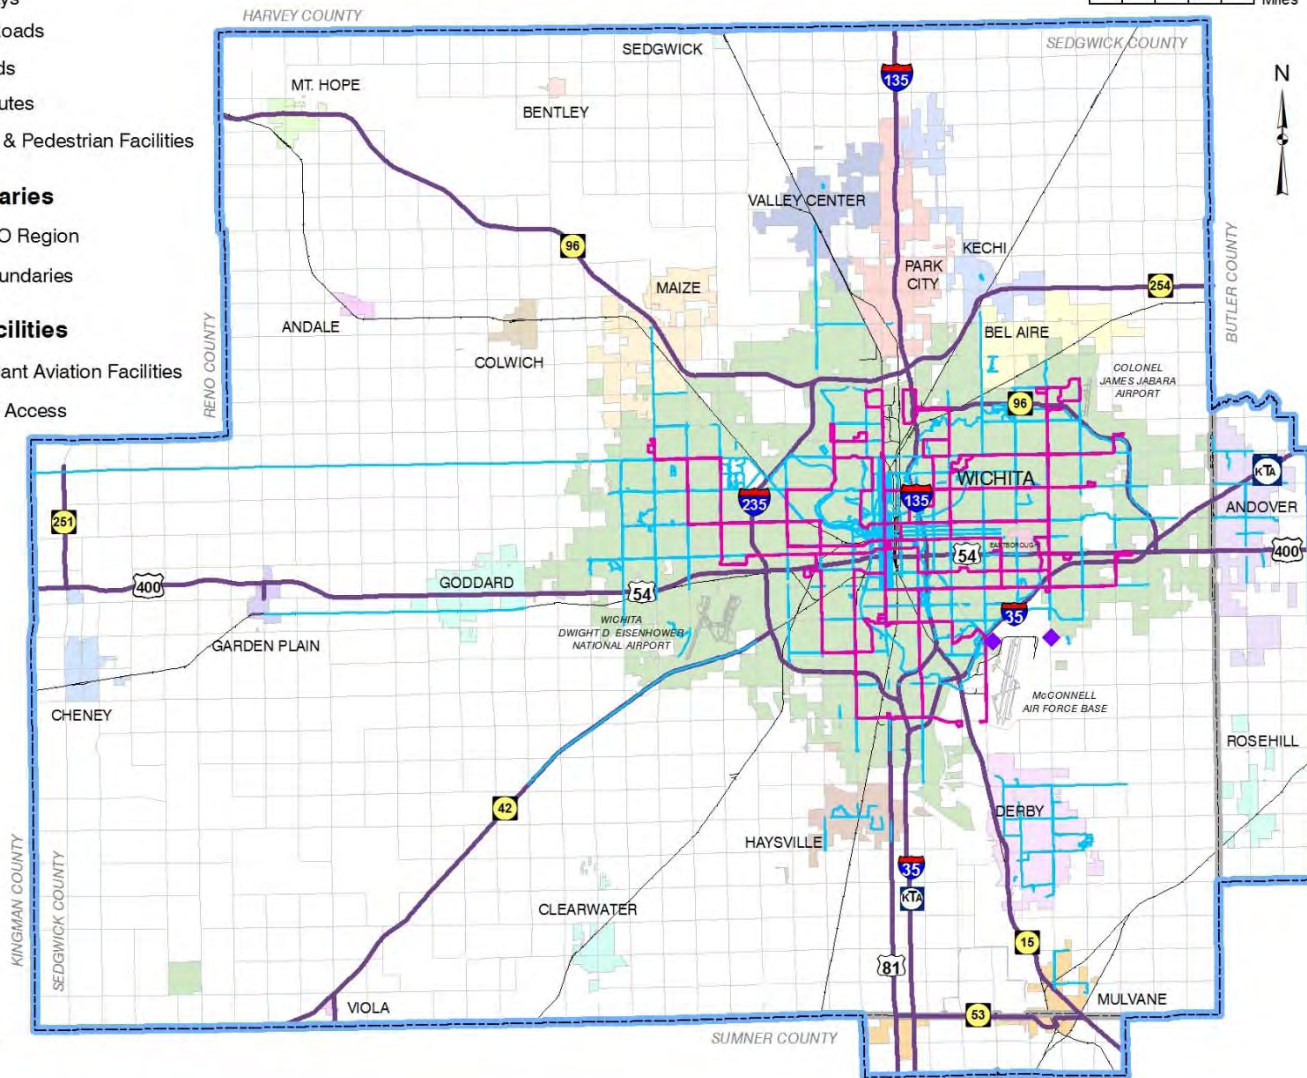 HARVEY COUNTY
Miles
SEDGWICK
SEDGWICK COUNTY
135
N
MT. HOPE
BENTLEY
utes
& Pedestrian Facilities
aries
O Region
undaries
cilities
ant Aviation Facilities
Access
VALLEY CENTER
96
KECHI
PARK
CITY
BUTLER COUNTY
MAIZE
254
RENO COUNTY
ANDALE
COLWICH
BEL AIRE
COLONEL
JAMES JABARA
AIRPORT
96
KTA
WICHITA
235
135
ANDOVER
251
EASTBOROUGH
54
400
400
GODDARD
54
35
WICHITA
DWIGHT D. EISENHOWER
NATIONAL AIRPORT
GARDEN PLAIN
McCONNELL
AIR FORCE BASE
CHENEY
ROSEHILL
42
DERBY
HAYSVILLE
35
KTA
KINGMAN COUNTY
SEDGWICK COUNTY
CLEARWATER
15
81
VIOLA
MULVANE
53
SUMNER COUNTY